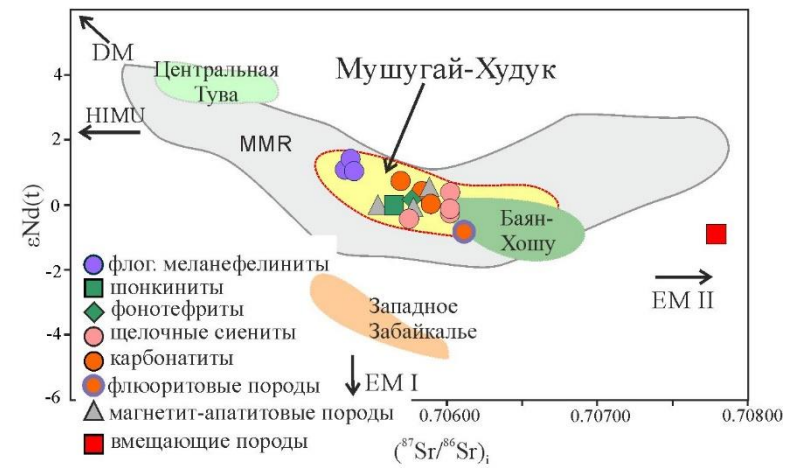 DM
Центральная
Тува
4
HIMU
2
Мушугай-Худук
MMR
εNd(t)
0
Баян-
Хошу
-2
EM II
флог. меланефелиниты
шонкиниты
фонотефриты
щелочные сиениты
карбонатиты
флюоритовые породы
магнетит-апатитовые породы
вмещающие породы
Западное
Забайкалье
-4
EM I
-6
0.70600
0.70700
0.70800
(⁸⁷Sr/⁸⁶Sr)ᵢ